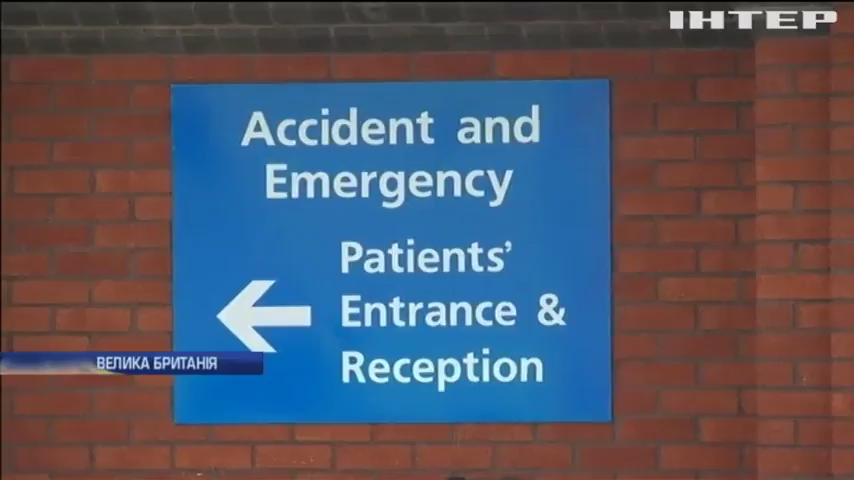 ІНТЕР
Accident and
Emergency
Patients’
Entrance &
Reception
ВЕЛИКА БРИТАНІЯ